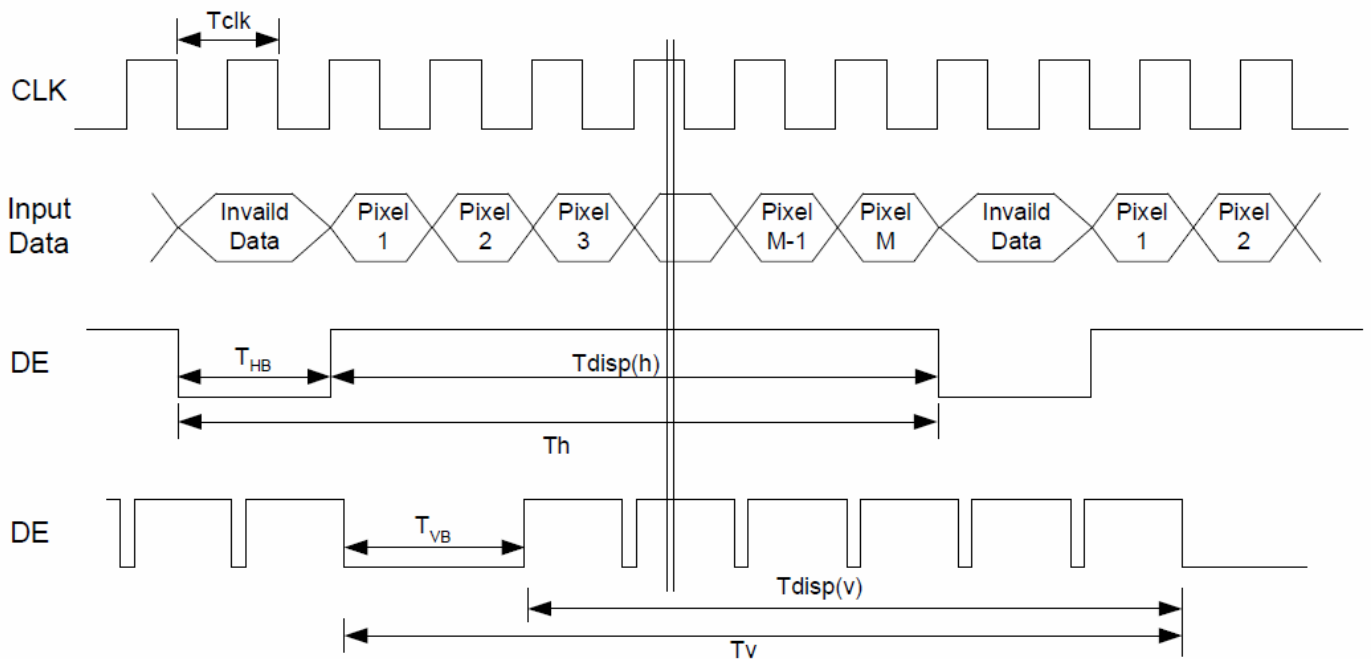 Tclk
CLK
Input
Data
Invaild
Data
Pixel
1
Pixel
2
Pixel
3
Pixel
M-1
Pixel
M
Invaild
Data
Pixel
1
Pixel
2
DE
THB
Tdisp(h)
Th
DE
TVB
Tdisp(v)
Tv